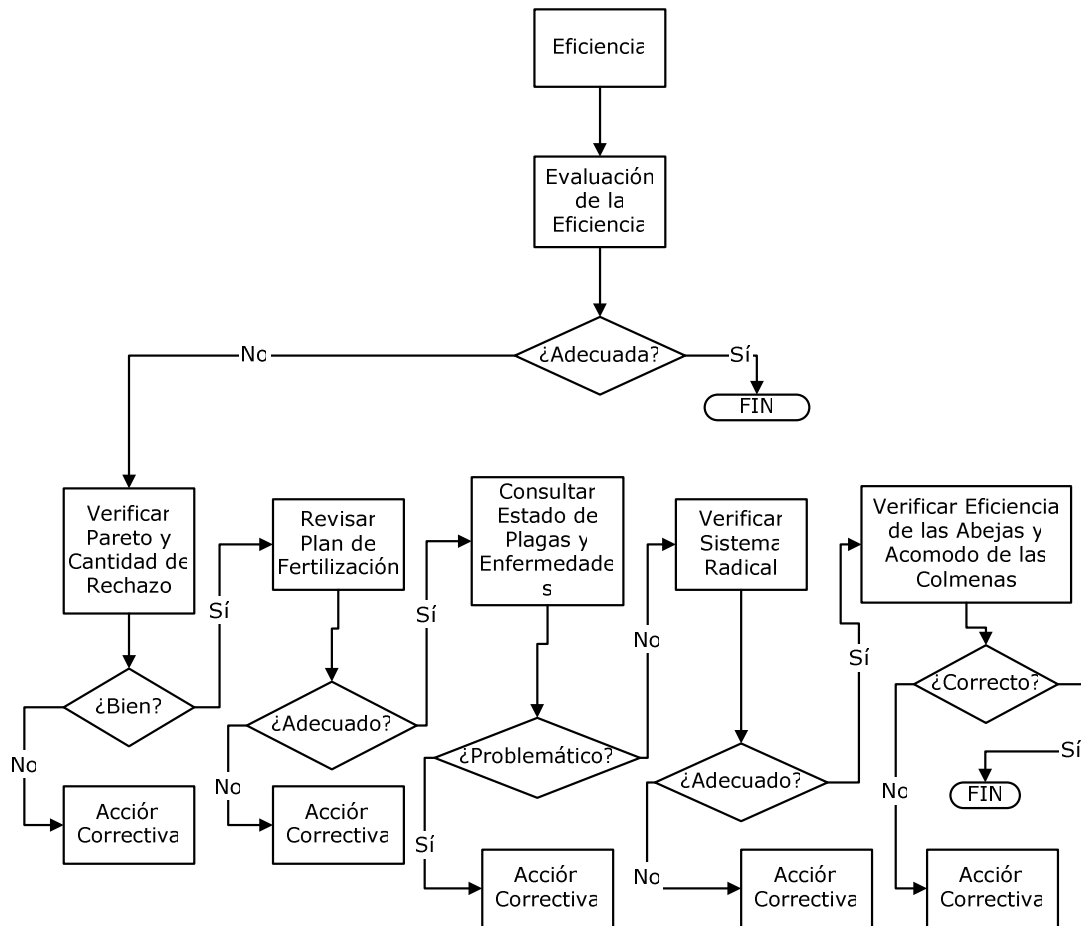 Eficiencia
Evaluación
de la
Eficiencia
¿Adecuada?
No
Sí
FIN
Verificar
Pareto y
Cantidad de
Rechazo
Revisar
Plan de
Fertilización
Consultar
Estado de
Plagas y
Enfermedade
s
Verificar
Sistema
Radical
Verificar Eficiencia
de las Abejas y
Acomodo de las
Colmenas
Sí
Sí
No
Sí
¿Bien?
¿Adecuado?
¿Problemático?
¿Adecuado?
¿Correcto?
Sí
No
No
Sí
No
No
FIN
Acción
Correctiva
Acción
Correctiva
Acción
Correctiva
Acción
Correctiva
Acción
Correctiva